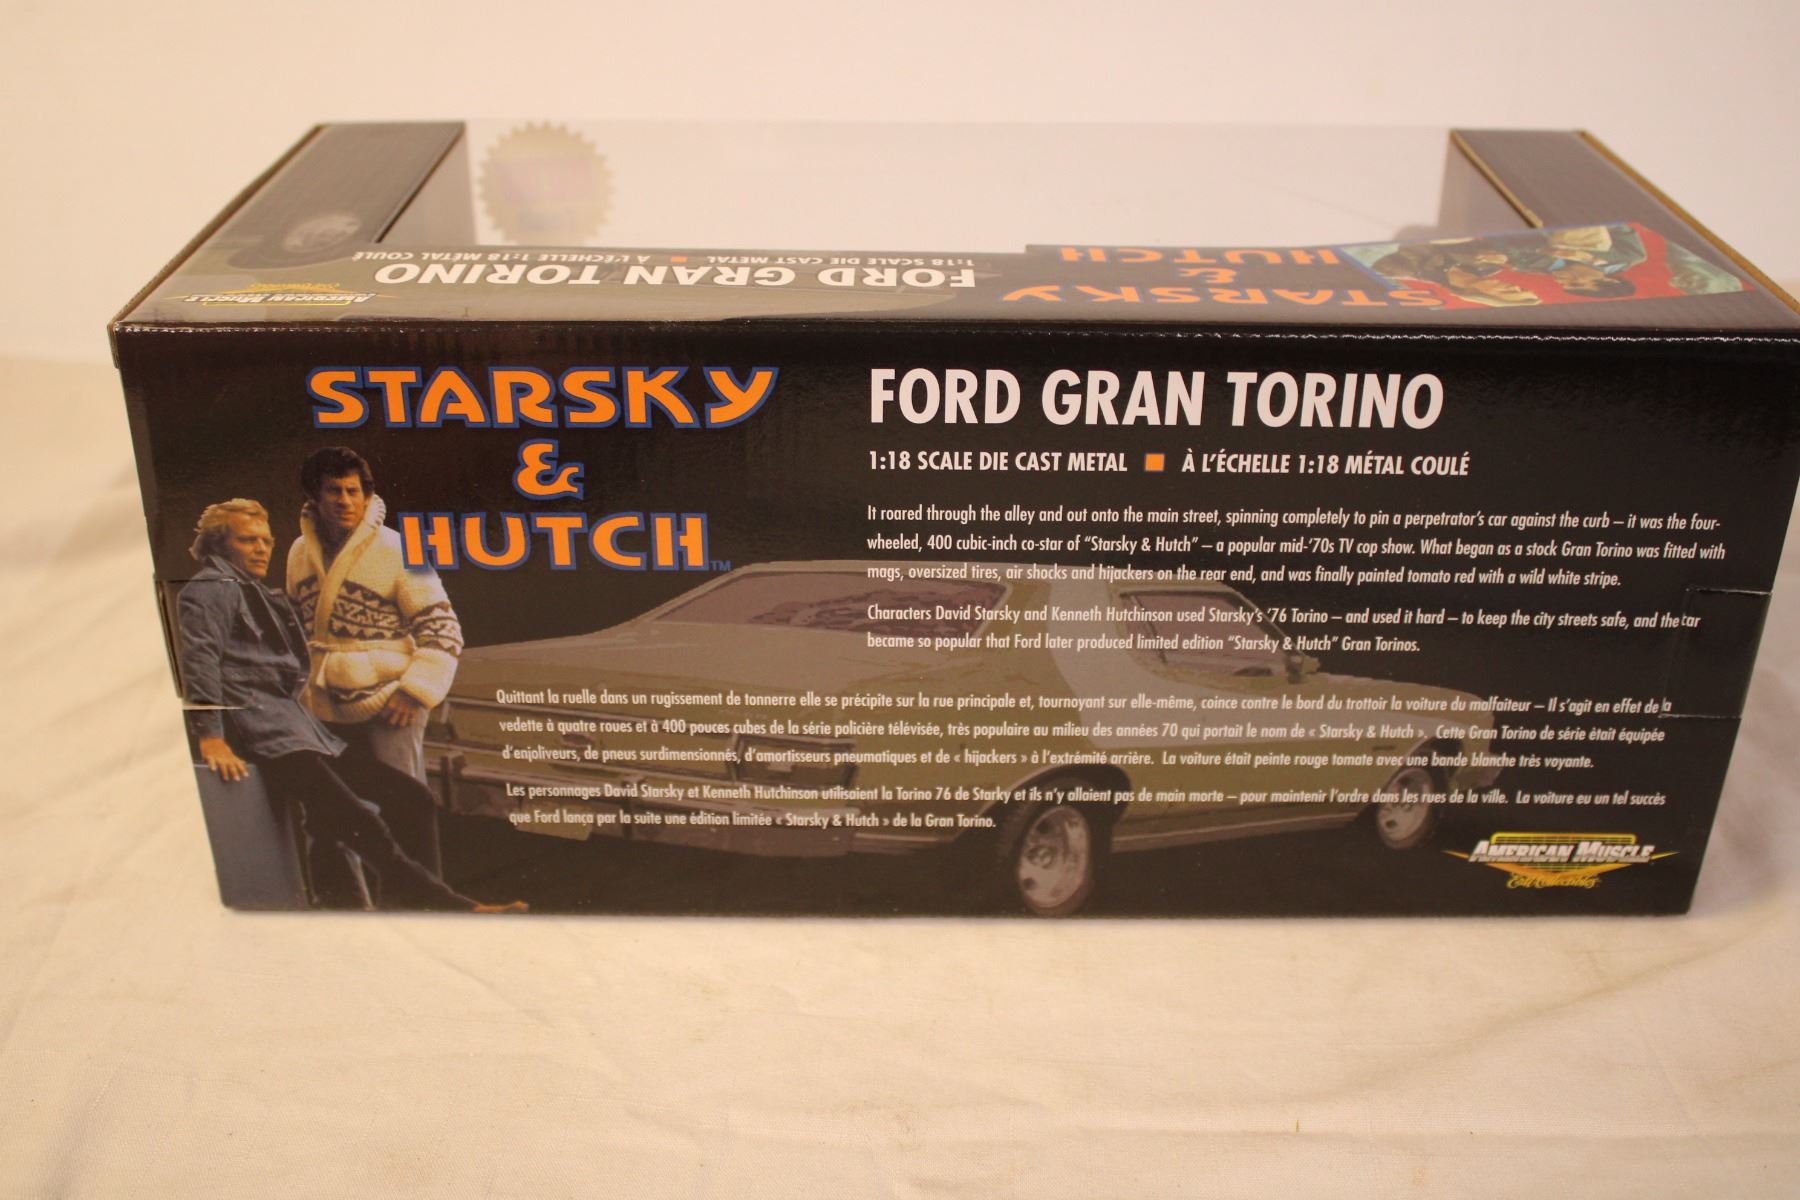 American Muscle
FORD GRAN TORINO
1:18 SCALE DIE CAST METAL ■ À L'ÉCHELLE 1:18 METAL COULÉ
STARSKY
&
HUTCH
STARSKY
&
HUTCH™
FORD GRAN TORINO
1:18 SCALE DIE CAST METAL ■ À L'ÉCHELLE 1:18 MÉTAL COULÉ
It roared through the alley and out onto the main street, spinning completely to pin a perpetrator's car against the curb – it was the four-
wheeled, 400 cubic-inch co-star of "Starsky & Hutch" – a popular mid-'70s TV cop show. What began as a stock Gran Torino was fitted with
mags, oversized tires, air shocks and hijackers on the rear end, and was finally painted tomato red with a wild white stripe.
Characters David Starsky and Kenneth Hutchinson used Starsky's '76 Torino – and used it hard – to keep the city streets safe, and the car
became so popular that Ford later produced limited edition "Starsky & Hutch" Gran Torinos.
Quittant la ruelle dans un rugissement de tonnerre elle se précipite sur la rue principale et, tournoyant sur elle-même, coince contre le bord du trottoir la voiture du malfaiteur – Il s'agit en effet de la
vedette à quatre roues et à 400 pouces cubes de la série policière télévisée, très populaire au milieu des années 70 qui portait le nom de « Starsky & Hutch ». Cette Gran Torino de série ètait équipée
d'enjoliveurs, de pneus surdimensionnés, d'amortisseurs pneumatiques et de « hijackers » à l'extrémité arrière. La voiture était peinte rouge tomate avec une bande blanche très voyante.
Les personnages David Starsky et Kenneth Hutchinson utilisaient la Torino 76 de Starky et ils n'y allaient pas de main morte – pour maintenir l'ordre dans les rues de la ville. La voiture eu un tel succès
que Ford lança par la suite une édition limitée « Starsky & Hutch » de la Gran Torino.
American Muscle
Ertl Collectibles